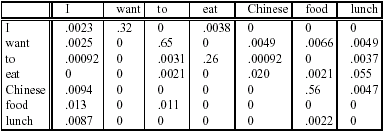 I want to eat Chinese food lunch
I .0023 .32 0 .0038 0 0 0
want .0025 0 .65 0 .0049 .0066 .0049
to .00092 0 .0031 .26 .00092 0 .0037
eat 0 0 .0021 0 .020 .0021 .055
Chinese .0094 0 0 0 0 .56 .0047
food .013 0 .011 0 0 0 0
lunch .0087 0 0 0 0 .0022 0